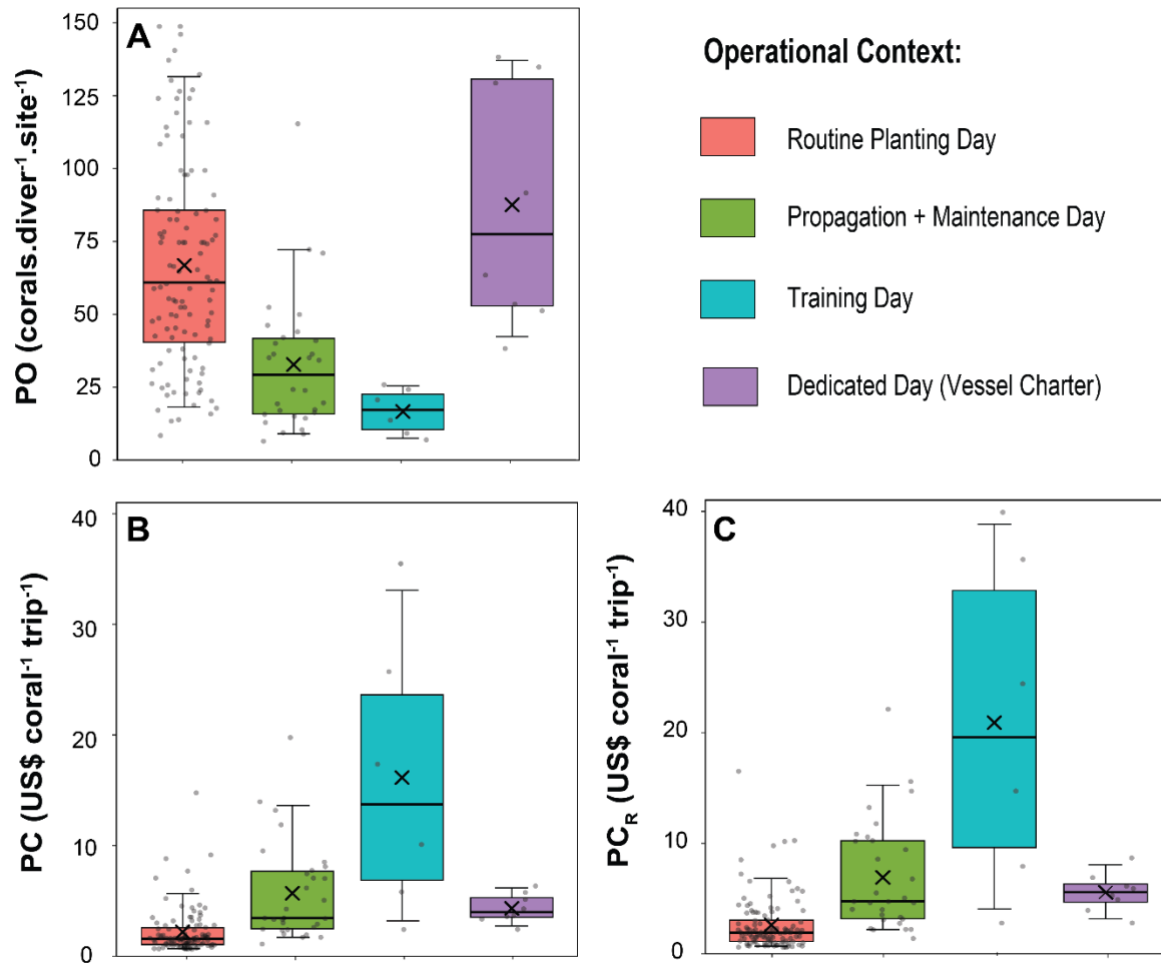 A
PO (corals.diver⁻¹.site⁻¹)
150
125
100
75
50
25
0
Operational Context:
Routine Planting Day
Propagation + Maintenance Day
Training Day
Dedicated Day (Vessel Charter)
B
PC (US$ coral⁻¹ trip⁻¹)
40
30
20
10
0
C
PC_R (US$ coral⁻¹ trip⁻¹)
40
30
20
10
0